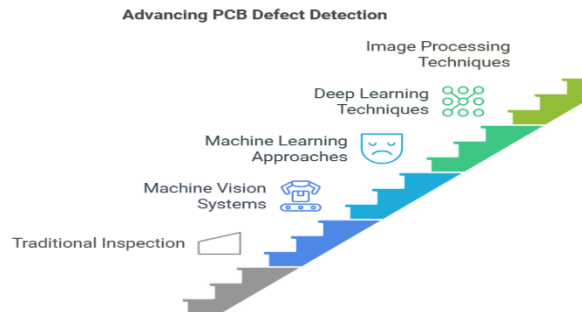 Advancing PCB Defect Detection
Image Processing
Techniques
Deep Learning
Techniques
Machine Learning
Approaches
Machine Vision
Systems
Traditional Inspection